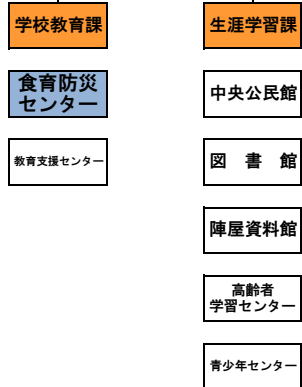 学校教育課
食育防災
センター
教育支援センター
生涯学習課
中央公民館
図　書　館
陣屋資料館
高齢者
学習センター
青少年センター